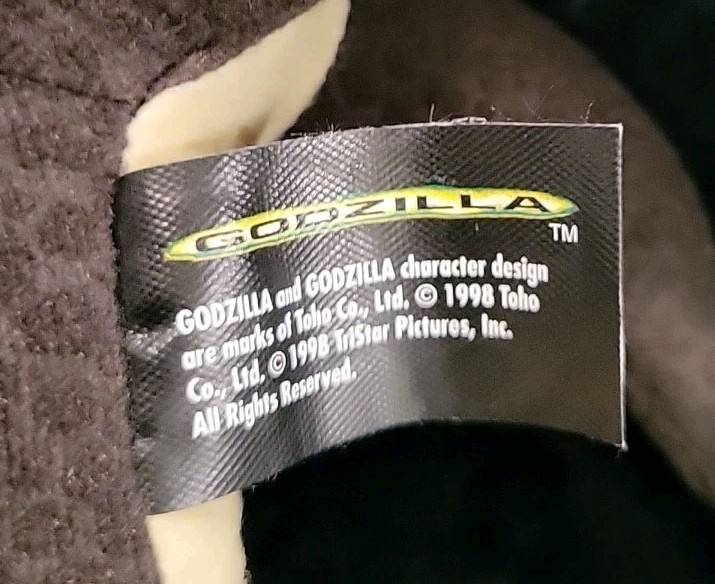 GODZILLA
TM
GODZILLA and GODZILLA character design
are marks of Toho Co., Ltd. © 1998 Toho
Co., Ltd. © 1998 TriStar Pictures, Inc.
All Rights Reserved.